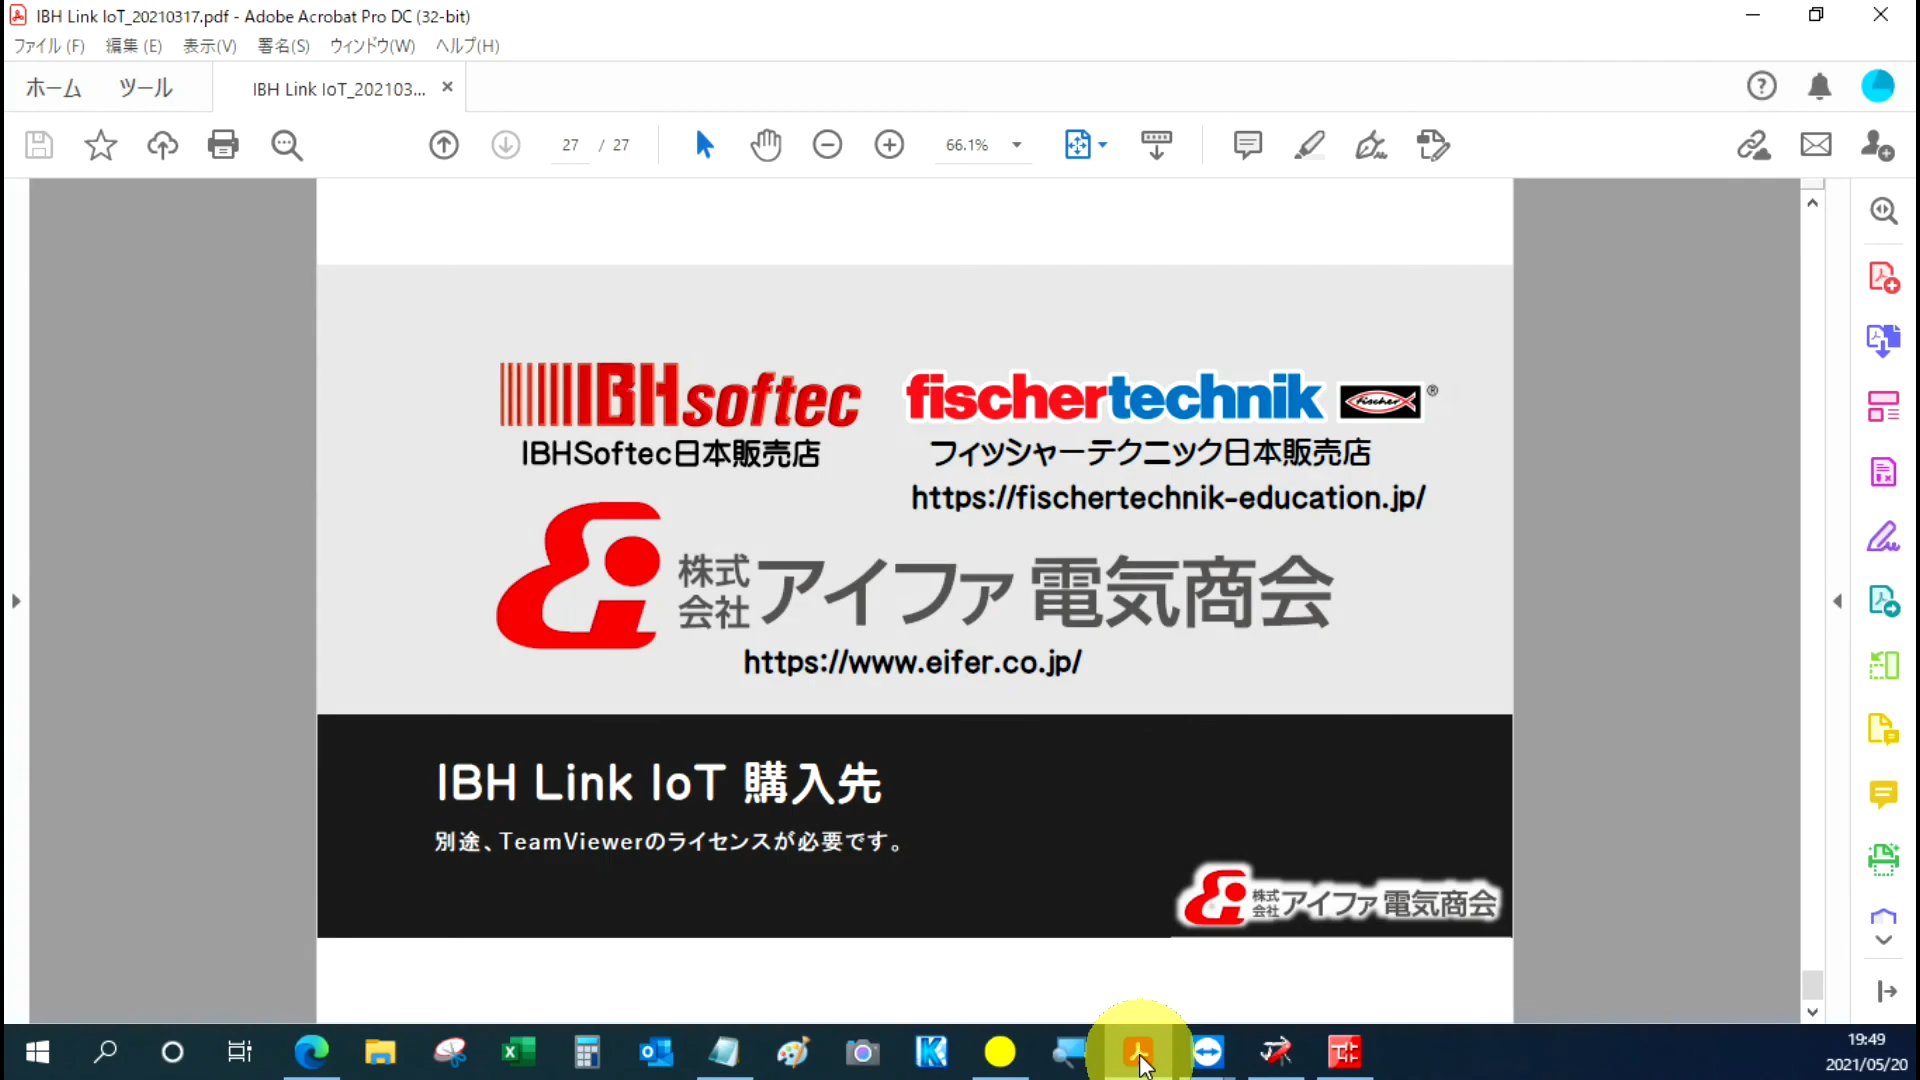 IBH Link IoT_20210317.pdf - Adobe Acrobat Pro DC (32-bit)
ファイル(F) 編集(E) 表示(V) 署名(S) ウィンドウ(W) ヘルプ(H)
ホーム ツール IBH Link IoT_202103...
27 / 27 66.1%
IBHsoftec
IBHSoftec日本販売店
fischertechnik fischer ®
フィッシャーテクニック日本販売店
https://fischertechnik-education.jp/
株式会社アイファ電気商会
https://www.eifer.co.jp/
IBH Link IoT 購入先
別途、TeamViewerのライセンスが必要です。
株式会社アイファ電気商会
19:49
2021/05/20